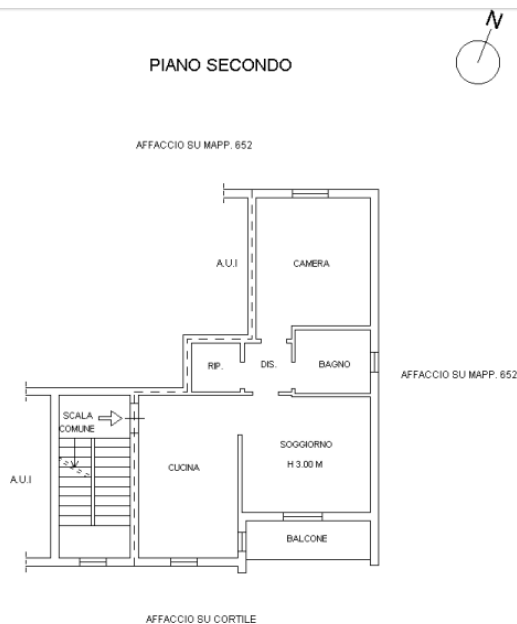 N
PIANO SECONDO
AFFACCIO SU MAPP. 652
A.U.I
CAMERA
RIP.
DIS.
BAGNO
AFFACCIO SU MAPP. 652
SCALA
COMUNE
SOGGIORNO
H 3.00 M
CUCINA
A.U.I
BALCONE
AFFACCIO SU CORTILE